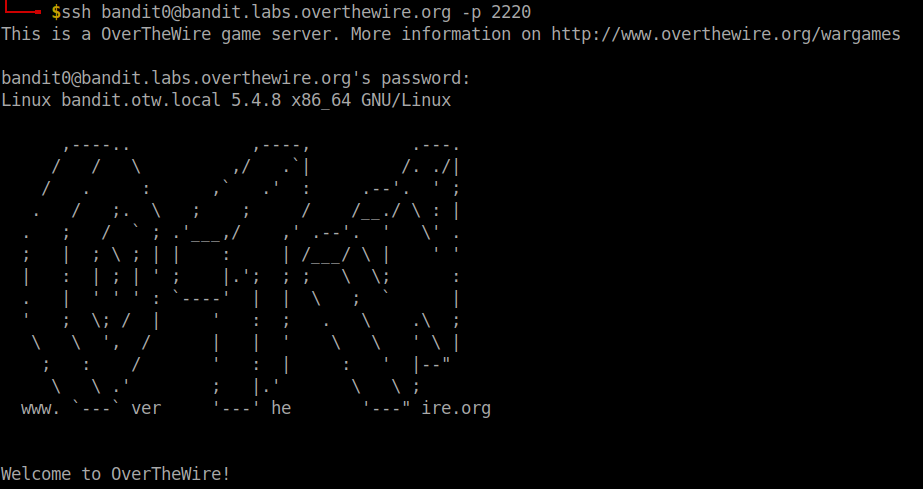 $ssh bandit0@bandit.labs.overthewire.org -p 2220
This is a OverTheWire game server. More information on http://www.overthewire.org/wargames
bandit0@bandit.labs.overthewire.org's password:
Linux bandit.otw.local 5.4.8 x86_64 GNU/Linux
      ,----..            ,----,          .---.
     /   /   \         ,/   .`|         /. ./|
    /   .     :      ,`   .'  :     .--'.  ' ;
   .   /   ;.  \   ;    ;     /    /__./ \ : |
  .   ;   /  ` ; .'___,/    ,' .--'.  '   \' .
  ;   |  ; \ ; | |    :     | /___/ \ |    ' '
  |   :  | ; | ' ;    |.';  ; ;   \  \;      :
  .   |  ' ' ' : `----'  |  |  \   ;  `      |
  '   ;  \; /  |     '   :  ;   .   \    .\  ;
   \   \  ',  /      |   |  '    \   \   ' \ |
    ;   :    /       '   :  |     :   '  |--"
     \   \ .'        ;   |.'       \   \ ;
  www. `---` ver     '---' he       '---" ire.org
Welcome to OverTheWire!